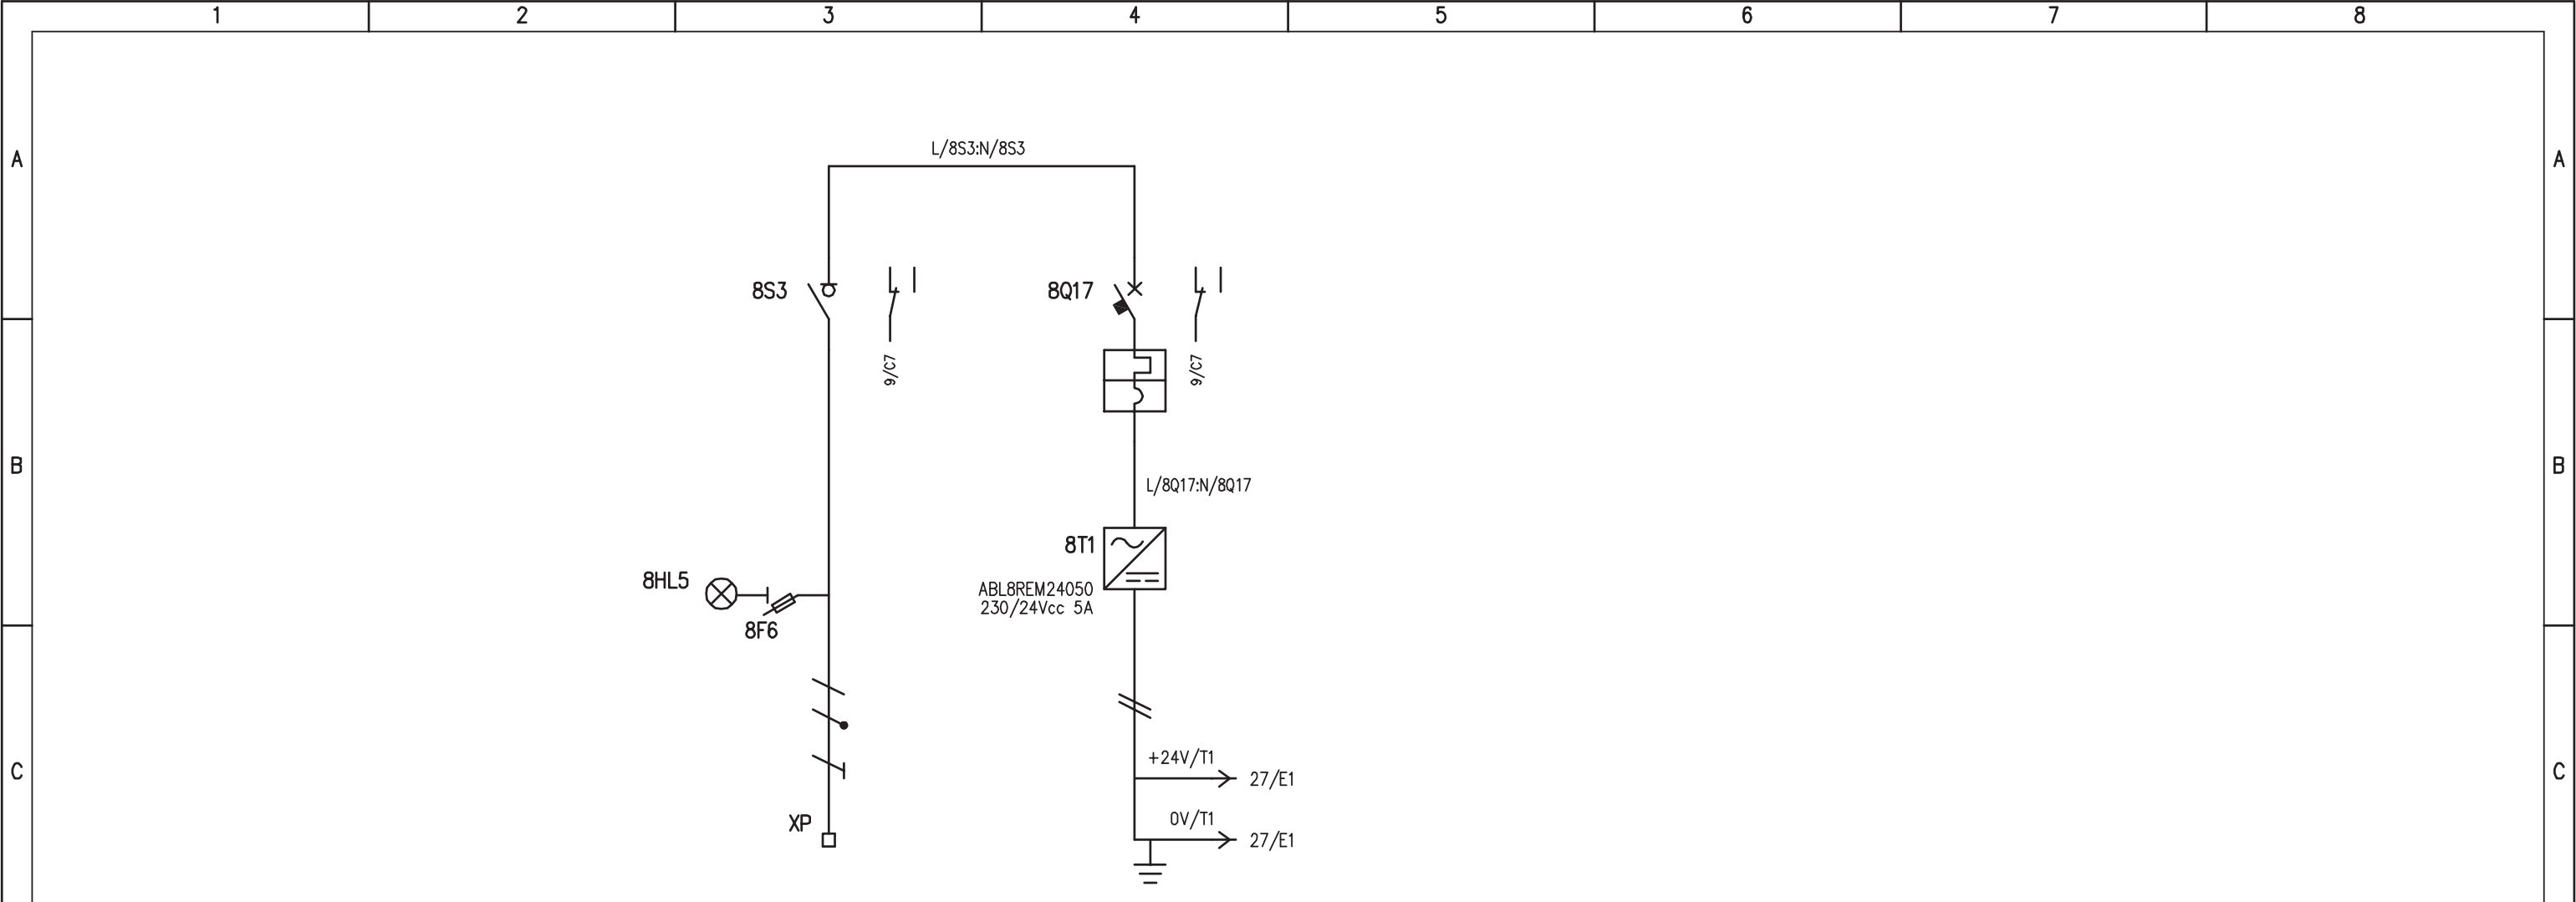 1 2 3 4 5 6 7 8
L/8S3:N/8S3
A A
8S3 8Q17
9/C7 9/C7
B B
L/8Q17:N/8Q17
8T1
8HL5
ABL8REM24050
230/24Vcc 5A
8F6
+24V/T1
C 27/E1 C
0V/T1
XP
27/E1